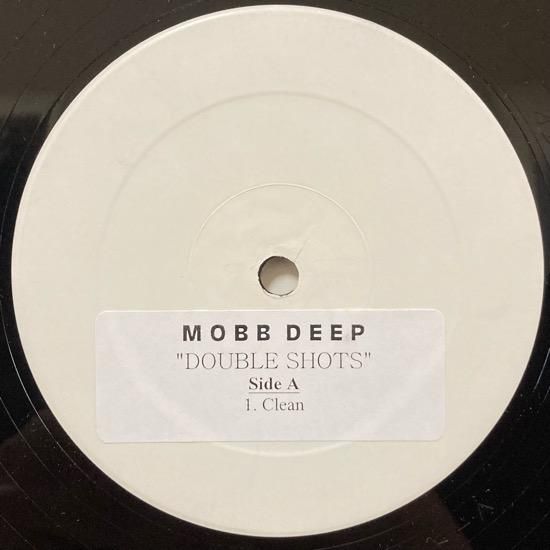 MOBB DEEP
"DOUBLE SHOTS"
Side A
1. Clean